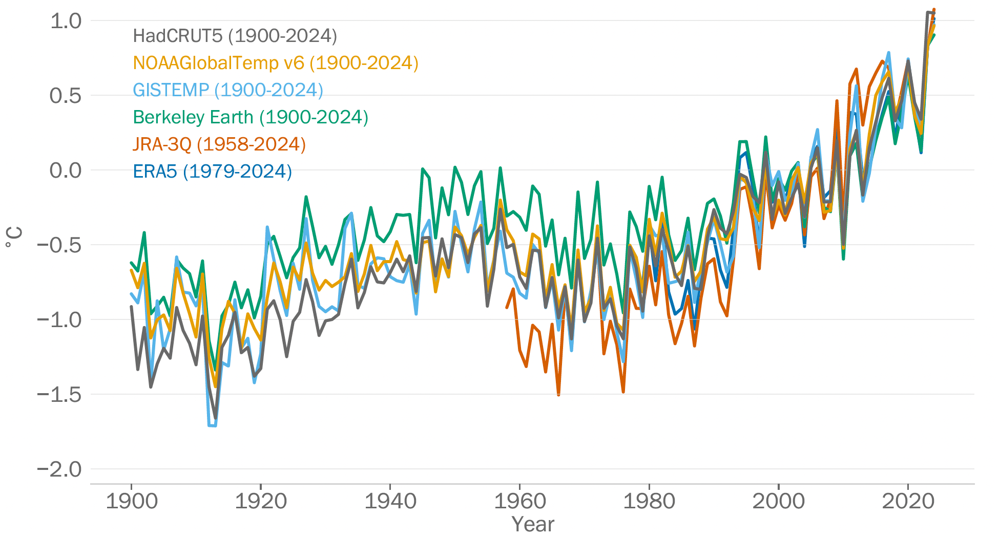 1.0
0.5
0.0
−0.5
−1.0
−1.5
−2.0
°C
HadCRUT5 (1900-2024)
NOAAGlobalTemp v6 (1900-2024)
GISTEMP (1900-2024)
Berkeley Earth (1900-2024)
JRA-3Q (1958-2024)
ERA5 (1979-2024)
1900 1920 1940 1960 1980 2000 2020
Year